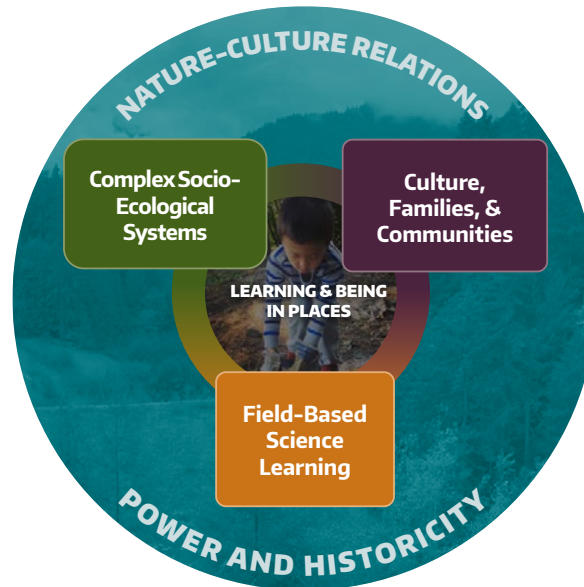 NATURE-CULTURE RELATIONS
Complex Socio-
Ecological
Systems
Culture,
Families, &
Communities
LEARNING & BEING
IN PLACES
Field-Based
Science
Learning
POWER AND HISTORICITY